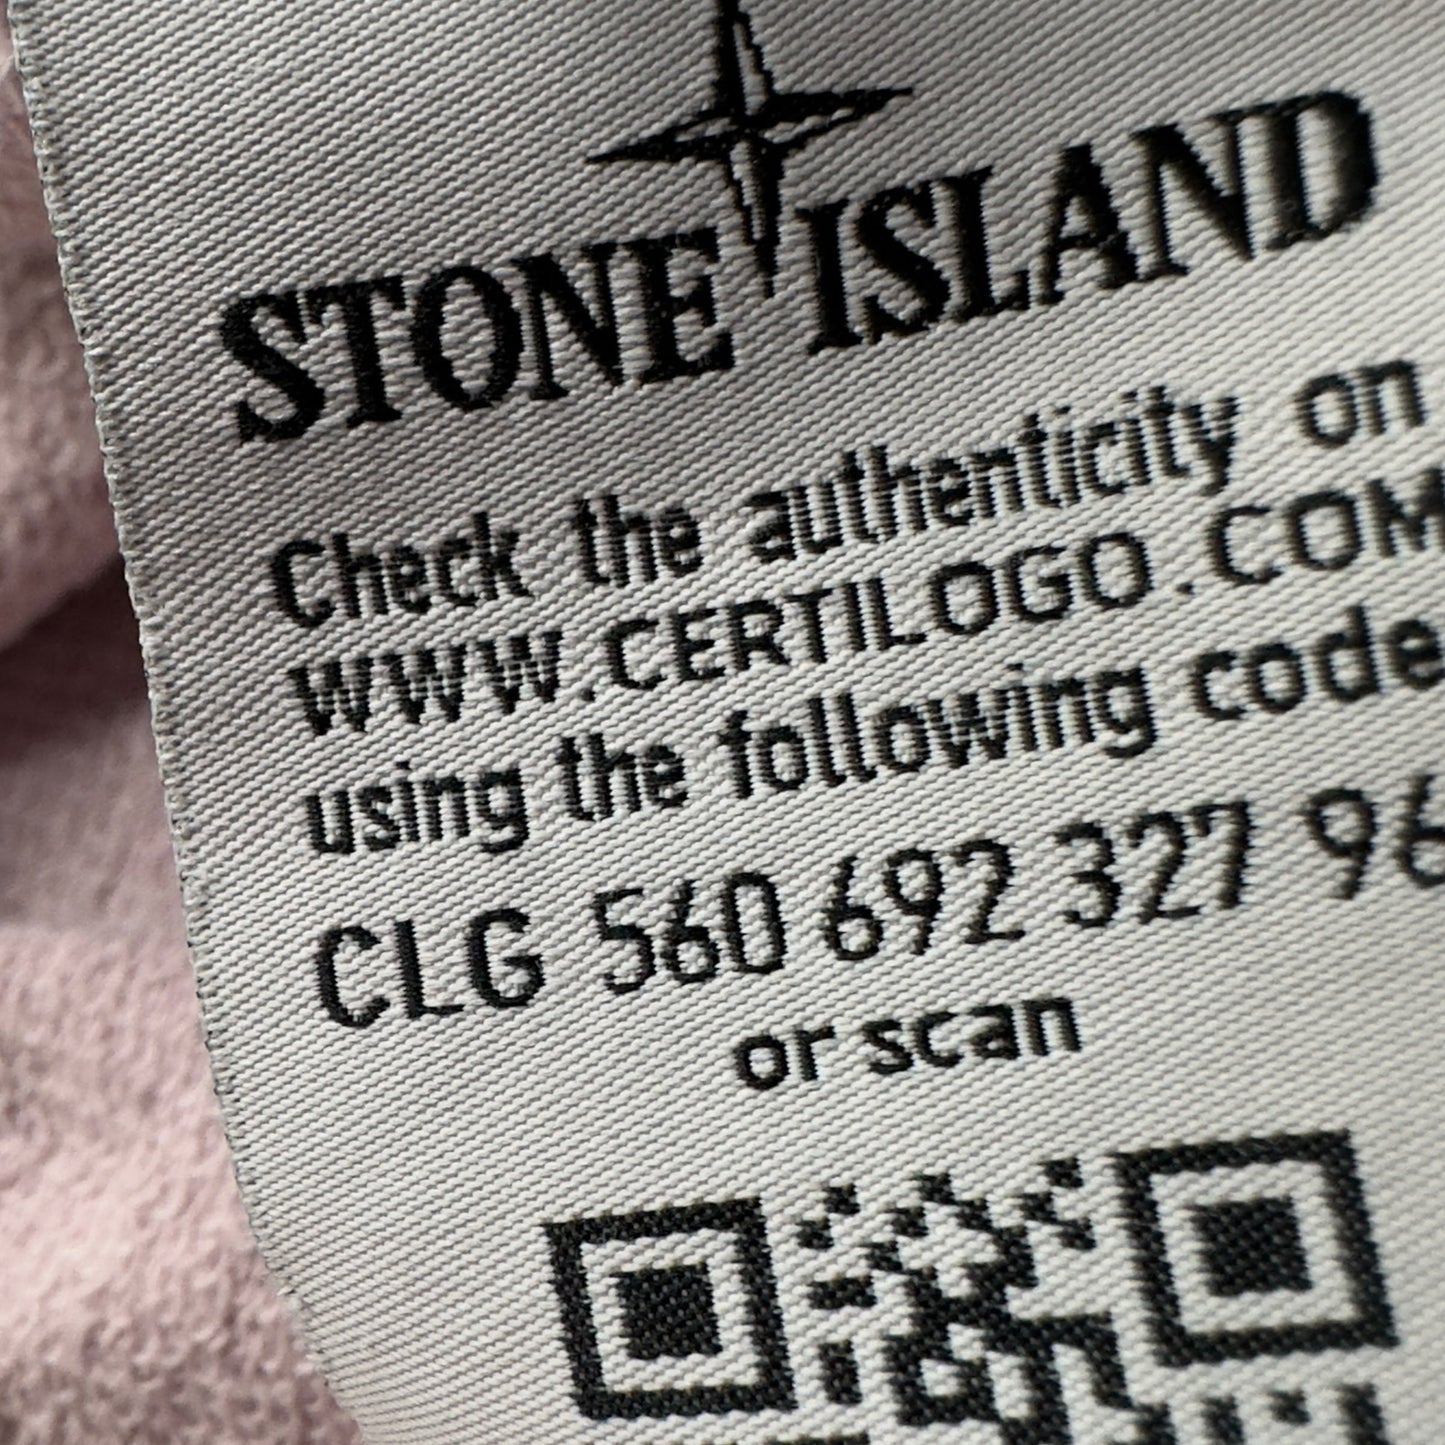 STONE ISLAND
Check the authenticity on
WWW.CERTILOGO.COM
using the following code
CLG 560 692 327 96
or scan